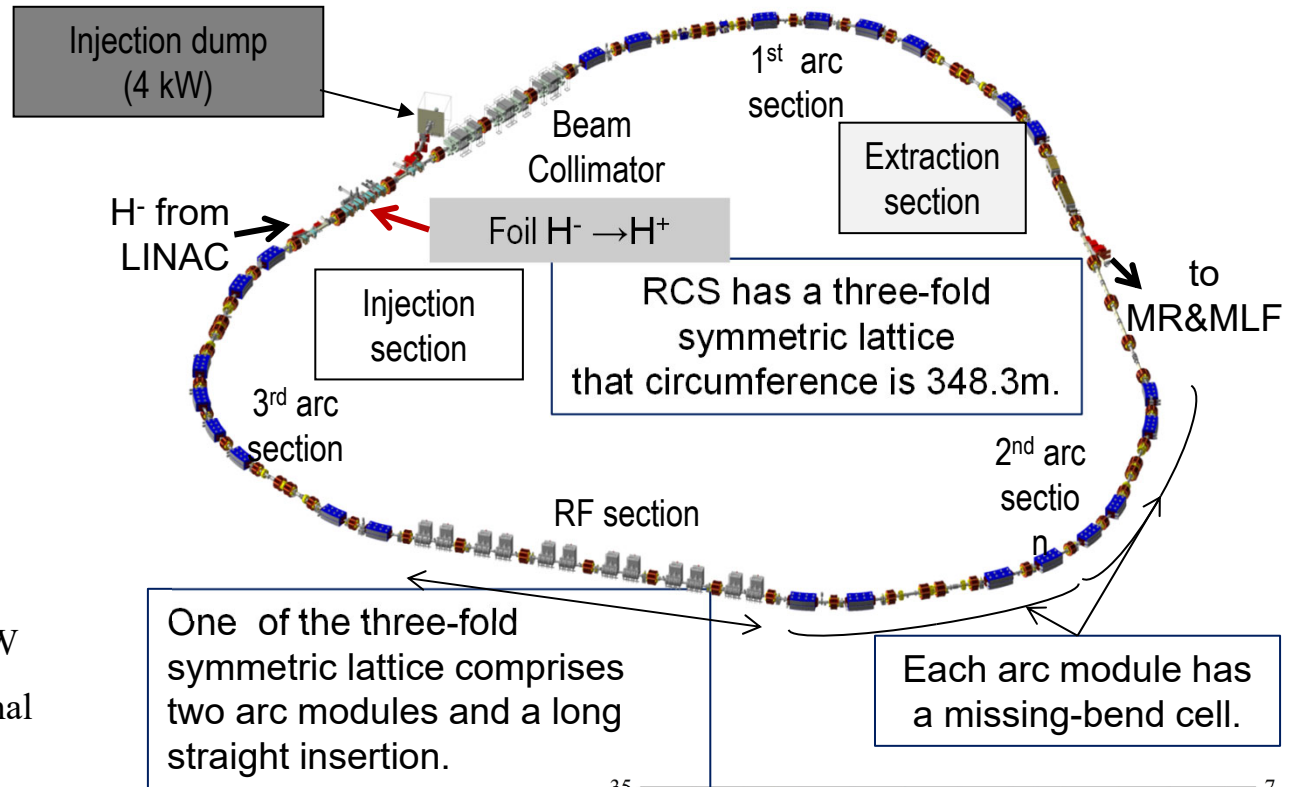 Injection dump
(4 kW)
1st arc
section
Beam
Collimator
Extraction
section
H- from
LINAC
Foil H- →H+
to
MR&MLF
Injection
section
RCS has a three-fold
symmetric lattice
that circumference is 348.3m.
3rd arc
section
2nd arc
sectio
n
RF section
One of the three-fold
symmetric lattice comprises
two arc modules and a long
straight insertion.
Each arc module has
a missing-bend cell.